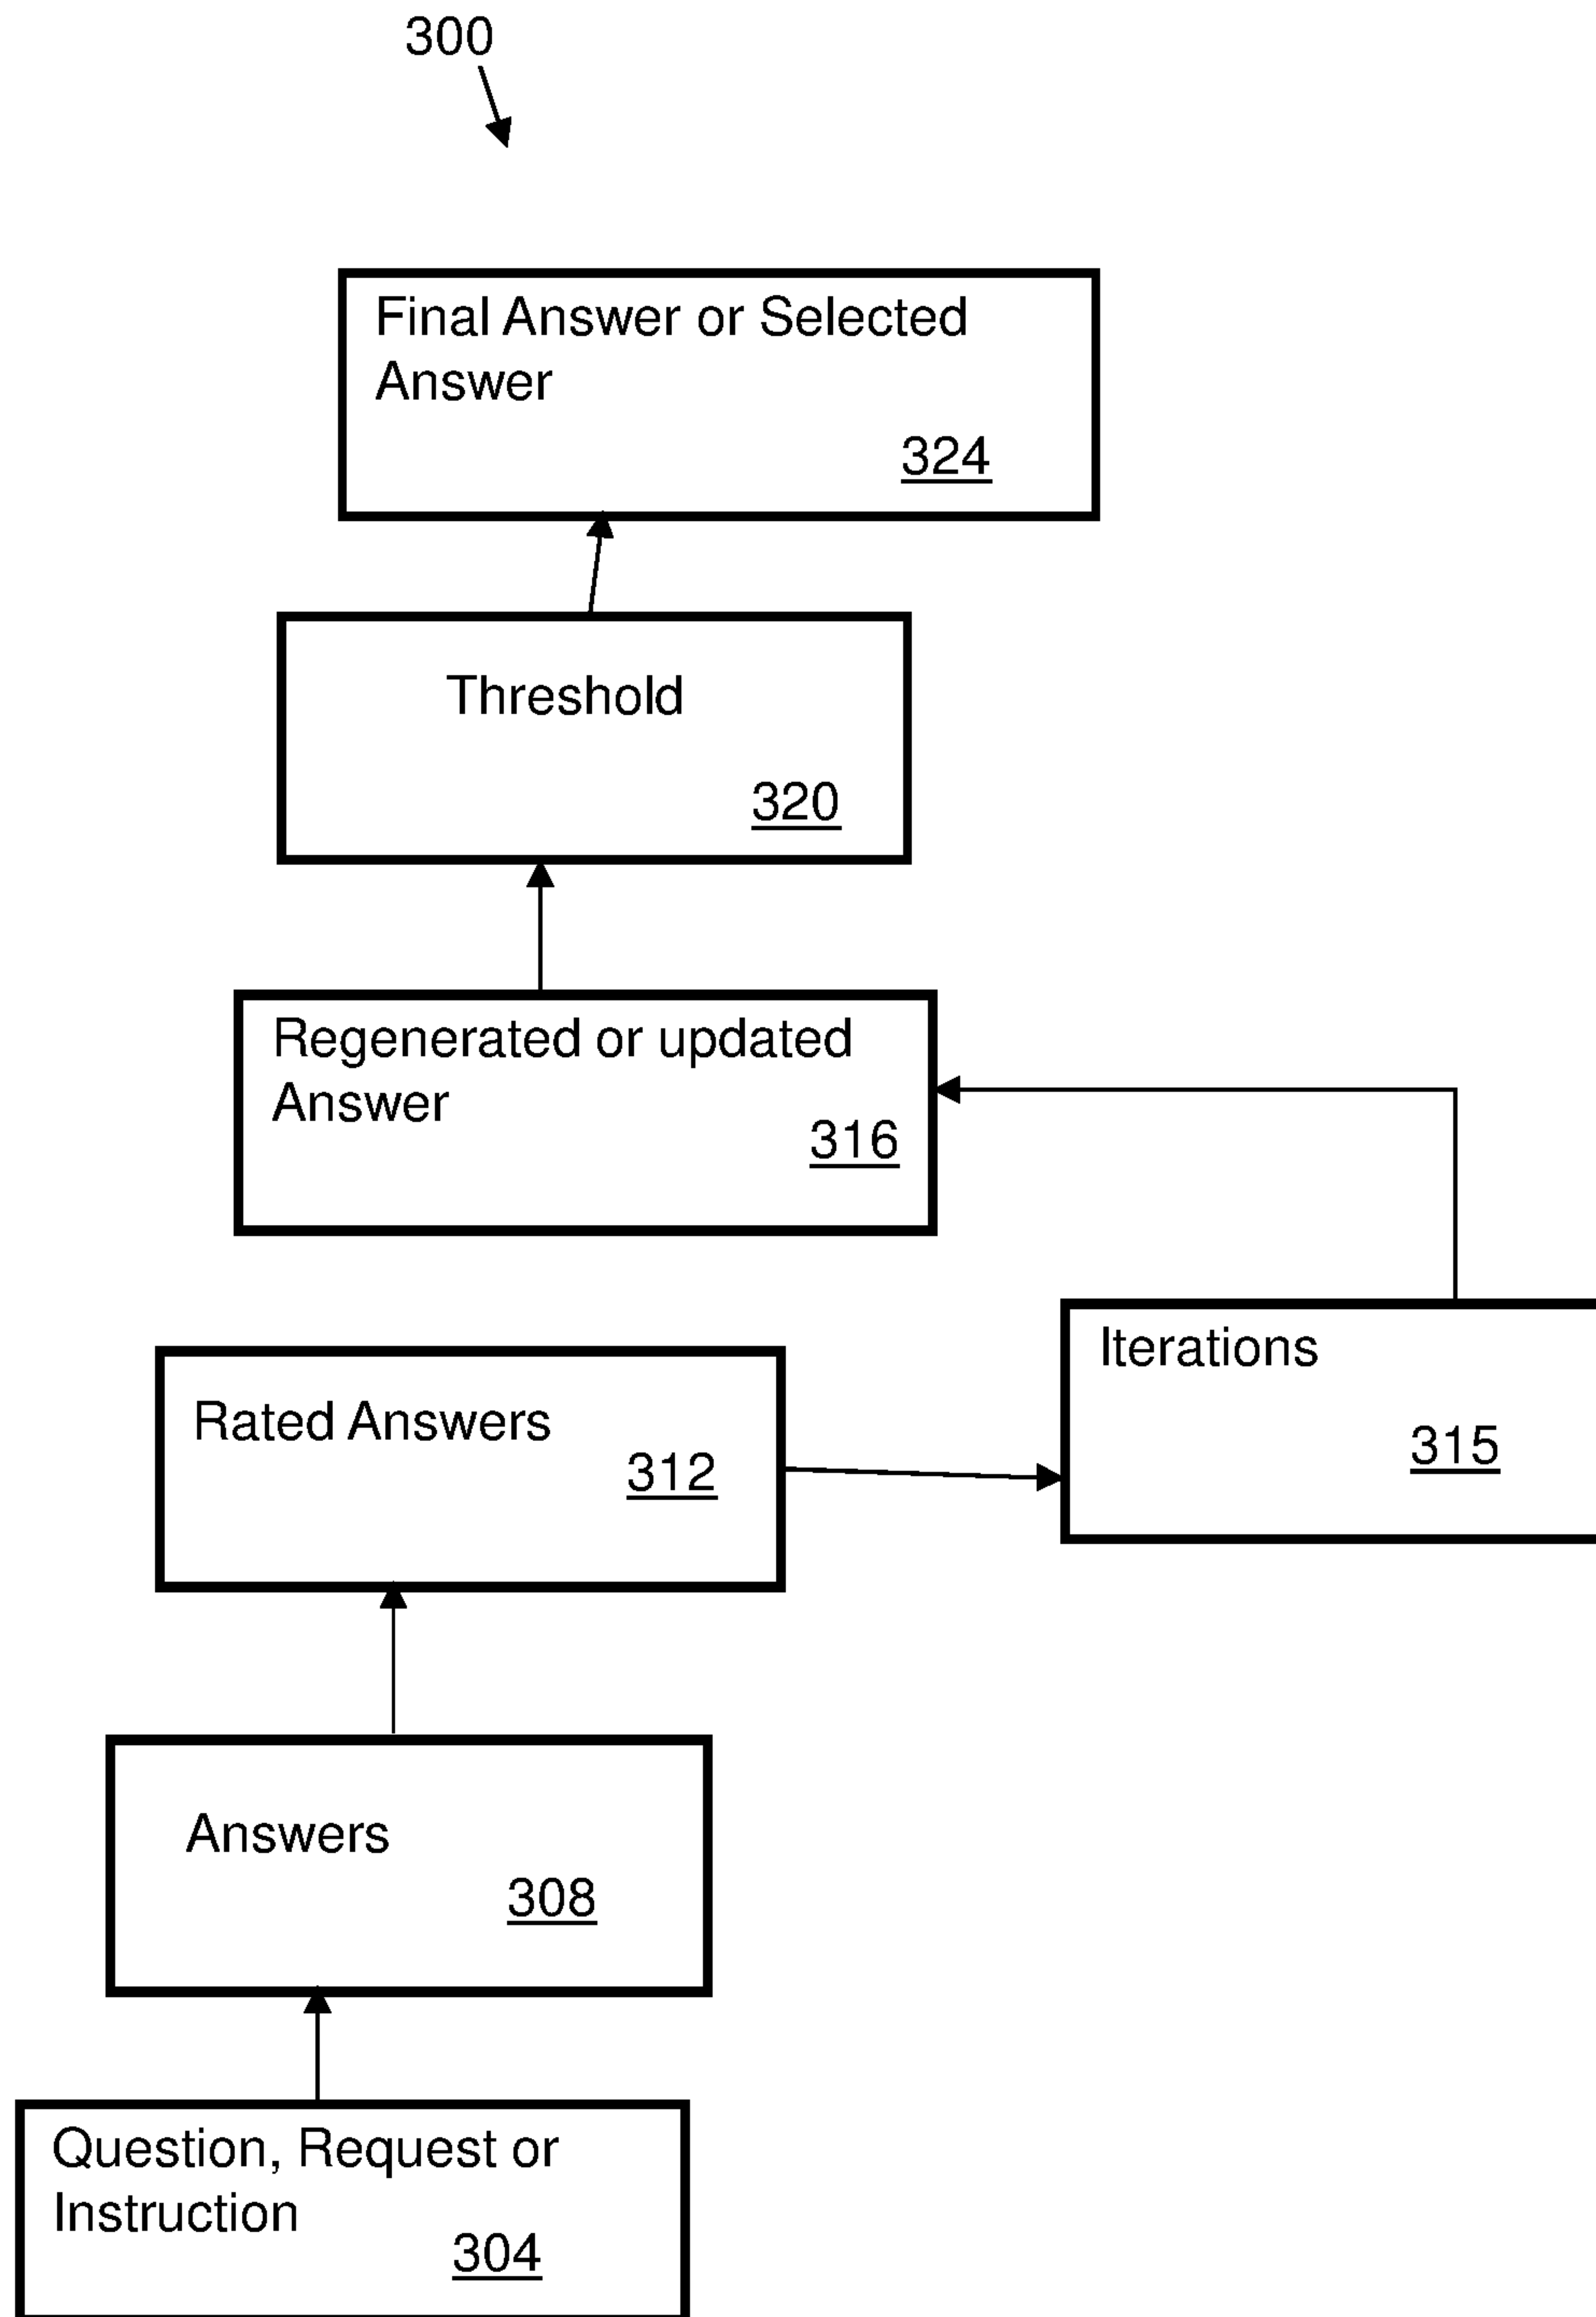 300
Final Answer or Selected
Answer
324
Threshold
320
Regenerated or updated
Answer
316
Iterations
315
Rated Answers
312
Answers
308
Question, Request or
Instruction
304